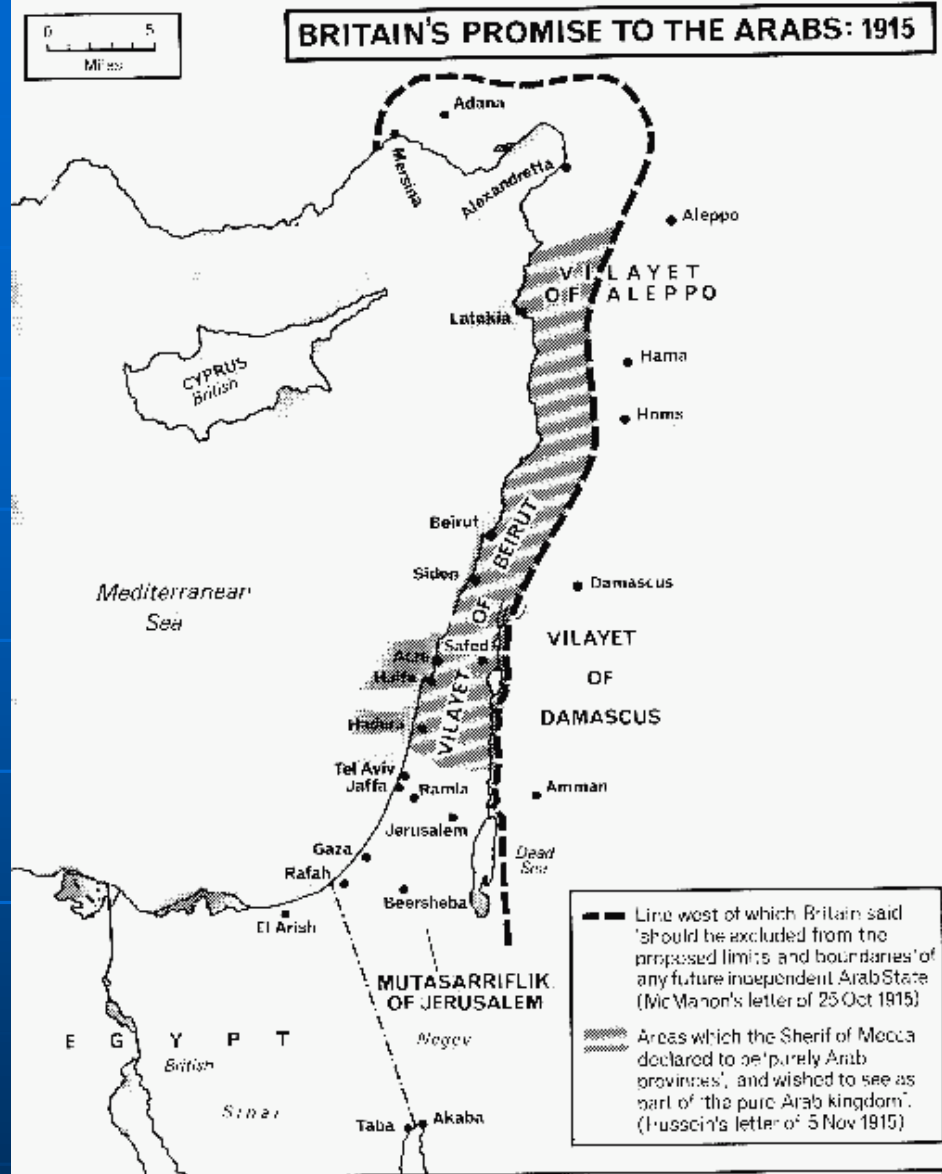 BRITAIN'S PROMISE TO THE ARABS: 1915
0 5
Miles
Adana
Mersina
Alexandretta
Aleppo
VILAYET
OF ALEPPO
Latakia
CYPRUS
British
Hama
Homs
Beirut
VILAYET OF BEIRUT
Sidon
Damascus
Mediterranean
Sea
VILAYET
OF
DAMASCUS
Acre
Safed
Haifa
Hadera
Tel Aviv
Jaffa
Ramla
Amman
Jerusalem
Gaza
Dead
Sea
Rafah
Beersheba
El Arish
MUTASARRIFLIK
OF JERUSALEM
EGYPT
British
Negev
Sinai
Taba
Akaba
Line west of which Britain said
'should be excluded from the
proposed limits and boundaries' of
any future independent Arab State
(McMahon's letter of 25 Oct 1915)
Areas which the Sherif of Mecca
declared to be 'purely Arab
provinces', and wished to see as
part of 'the pure Arab kingdom'.
(Hussein's letter of 5 Nov 1915)